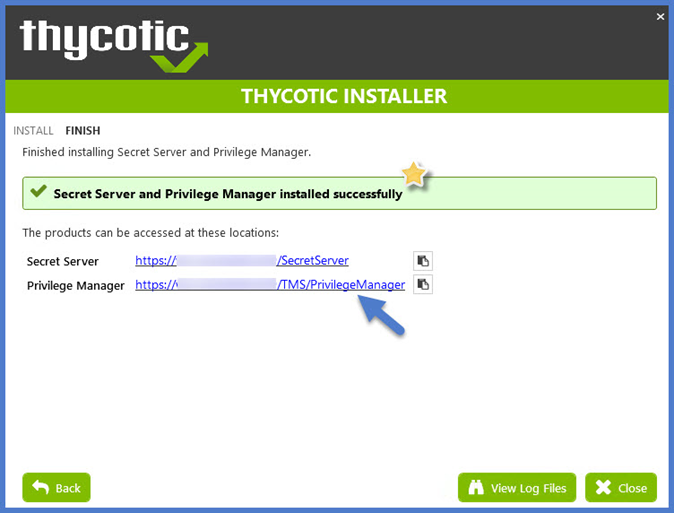 thycotic
THYCOTIC INSTALLER
INSTALL FINISH
Finished installing Secret Server and Privilege Manager.
Secret Server and Privilege Manager installed successfully
The products can be accessed at these locations:
Secret Server https:// /SecretServer
Privilege Manager https:// /TMS/PrivilegeManager
Back View Log Files Close